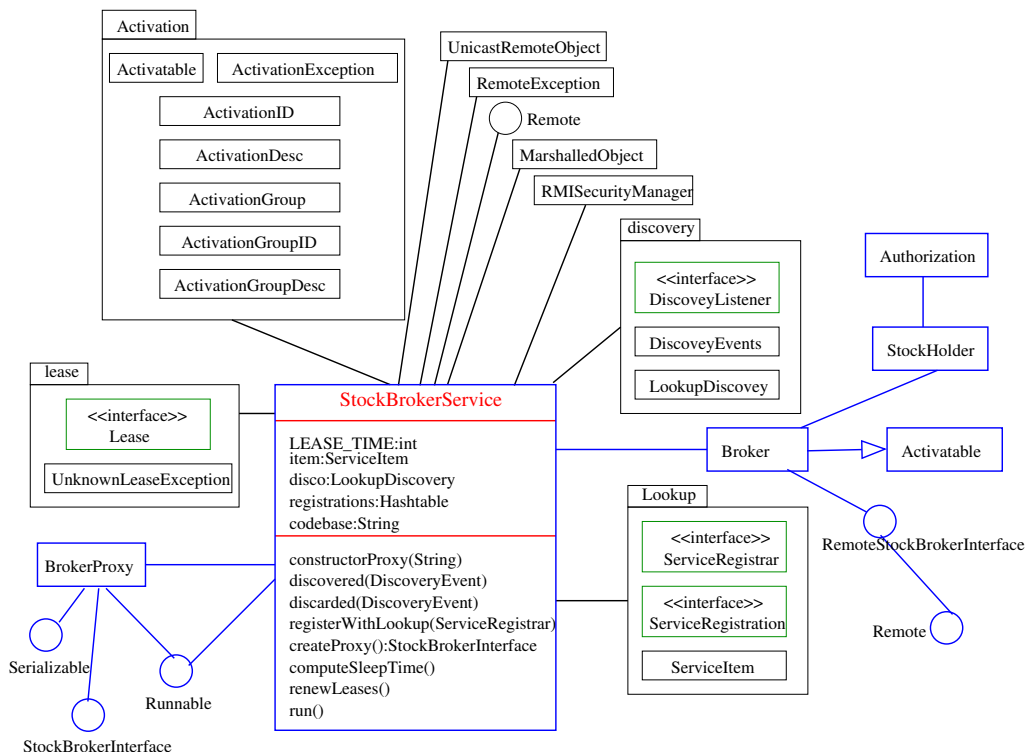 Activation
Activatable
ActivationException
ActivationID
ActivationDesc
ActivationGroup
ActivationGroupID
ActivationGroupDesc
UnicastRemoteObject
RemoteException
Remote
MarshalledObject
RMISecurityManager
discovery
<<interface>>
DiscoveyListener
DiscoveyEvents
LookupDiscovey
Authorization
StockHolder
Broker
Activatable
RemoteStockBrokerInterface
Remote
lease
<<interface>>
Lease
UnknownLeaseException
StockBrokerService
LEASE_TIME:int
item:ServiceItem
disco:LookupDiscovery
registrations:Hashtable
codebase:String
constructorProxy(String)
discovered(DiscoveryEvent)
discarded(DiscoveryEvent)
registerWithLookup(ServiceRegistrar)
createProxy():StockBrokerInterface
computeSleepTime()
renewLeases()
run()
Lookup
<<interface>>
ServiceRegistrar
<<interface>>
ServiceRegistration
ServiceItem
BrokerProxy
Serializable
Runnable
StockBrokerInterface